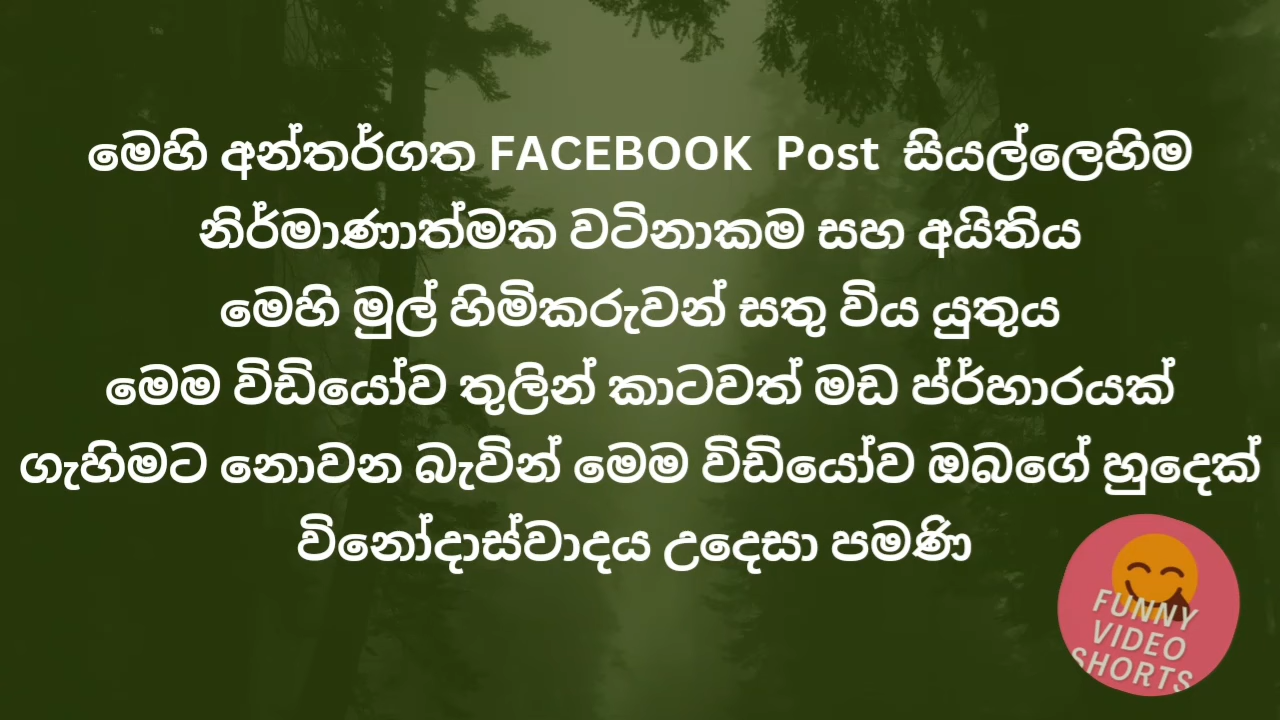 මෙහි අන්තර්ගත FACEBOOK Post සියල්ලෙහිම
නිර්මාණාත්මක වටිනාකම සහ අයිතිය
මෙහි මුල් හිමිකරුවන් සතු විය යුතුය
මෙම විඩියෝව තුලින් කාටවත් මඩ ප්ර්හාරයක්
ගැහිමට නොවන බැවින් මෙම විඩියෝව ඔබගේ හුදෙක්
විනෝදාස්වාදය උදෙසා පමණි
FUNNY
VIDEO
SHORTS